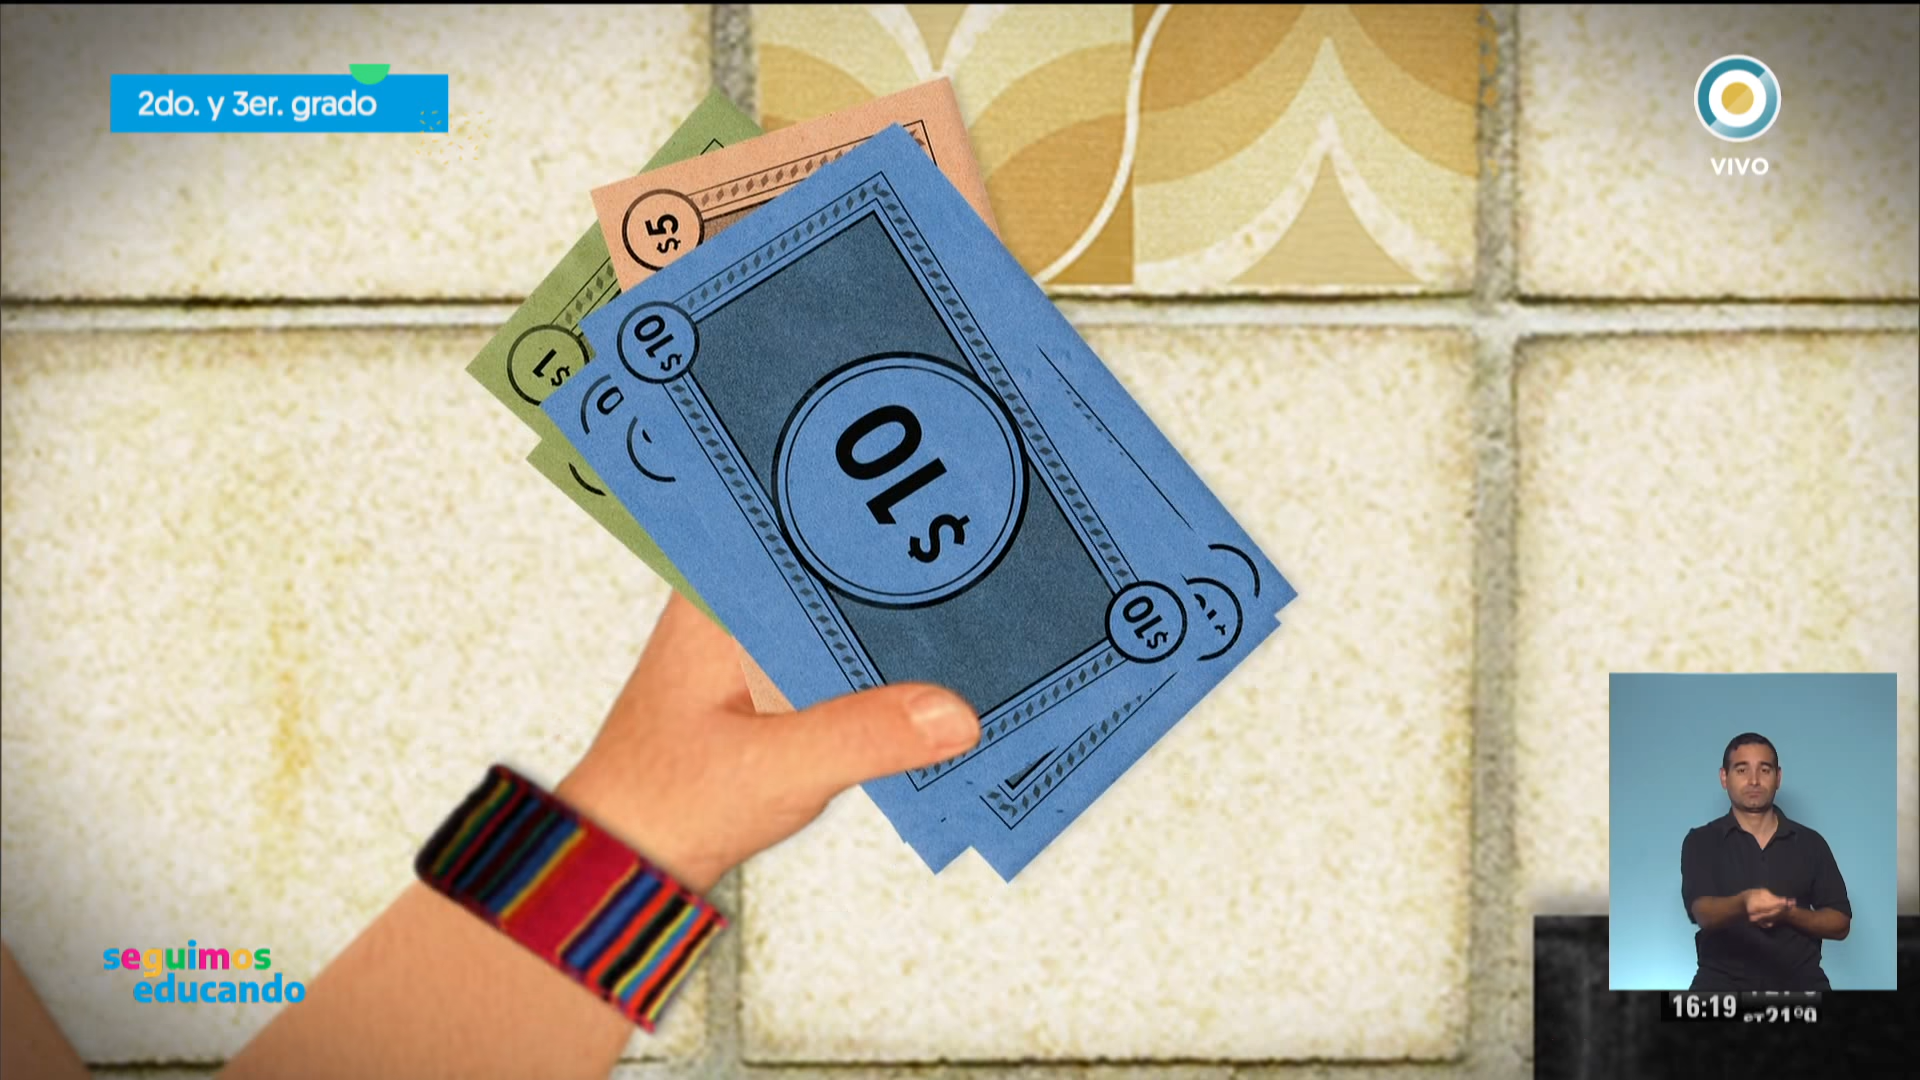 2do. y 3er. grado
VIVO
$5
$10
$1
$10
$10
seguimos
educando
16:19